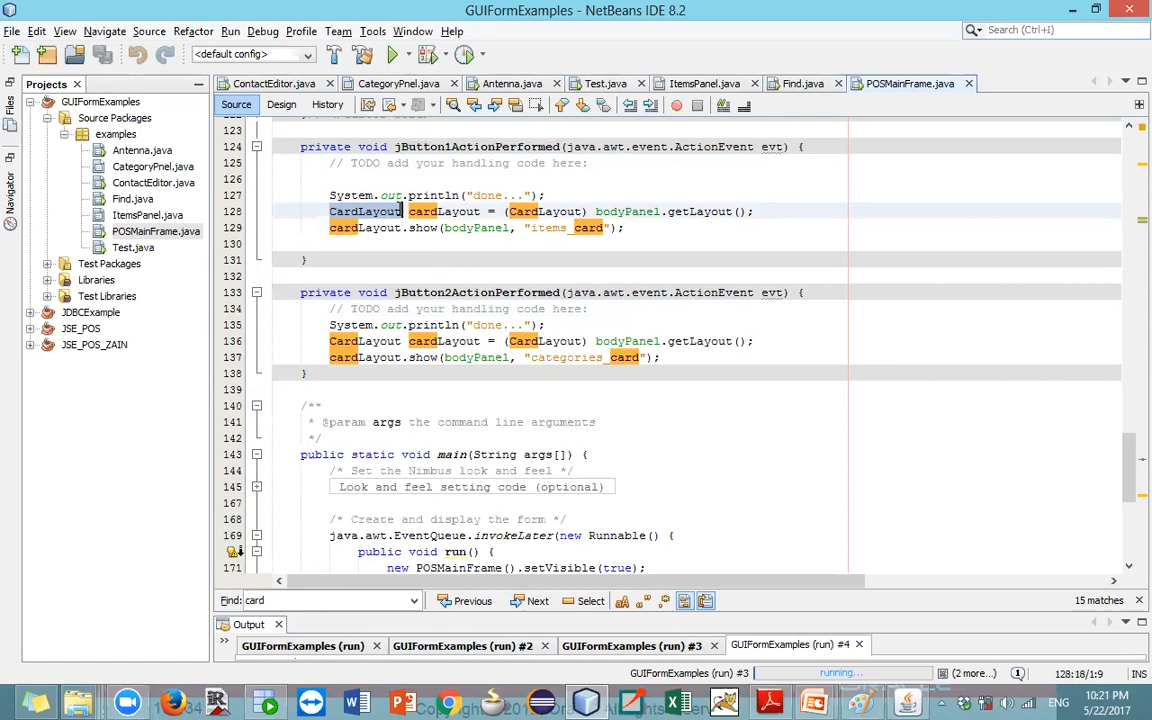 GUIFormExamples - NetBeans IDE 8.2
File Edit View Navigate Source Refactor Run Debug Profile Team Tools Window Help
Search (Ctrl+I)
<default config>
Projects
ContactEditor.java CategoryPnel.java Antenna.java Test.java ItemsPanel.java Find.java POSMainFrame.java
Source Design History
Files
Navigator
GUIFormExamples
Source Packages
examples
Antenna.java
CategoryPnel.java
ContactEditor.java
Find.java
ItemsPanel.java
POSMainFrame.java
Test.java
Test Packages
Libraries
Test Libraries
JDBCExample
JSE_POS
JSE_POS_ZAIN
123
124 private void jButton1ActionPerformed(java.awt.event.ActionEvent evt) {
125 // TODO add your handling code here:
126
127 System.out.println("done...");
128 CardLayout cardLayout = (CardLayout) bodyPanel.getLayout();
129 cardLayout.show(bodyPanel, "items_card");
130
131 }
132
133 private void jButton2ActionPerformed(java.awt.event.ActionEvent evt) {
134 // TODO add your handling code here:
135 System.out.println("done...");
136 CardLayout cardLayout = (CardLayout) bodyPanel.getLayout();
137 cardLayout.show(bodyPanel, "categories_card");
138 }
139
140 /**
141 * @param args the command line arguments
142 */
143 public static void main(String args[]) {
144 /* Set the Nimbus look and feel */
145 Look and feel setting code (optional)
167
168 /* Create and display the form */
169 java.awt.EventQueue.invokeLater(new Runnable() {
public void run() {
171 new POSMainFrame().setVisible(true);
Find: card Previous Next Select 15 matches
Output
GUIFormExamples (run) GUIFormExamples (run) #2 GUIFormExamples (run) #3 GUIFormExamples (run) #4
GUIFormExamples (run) #3 running... (2 more...) 128:18/1:9 INS
ENG
10:21 PM
5/22/2017